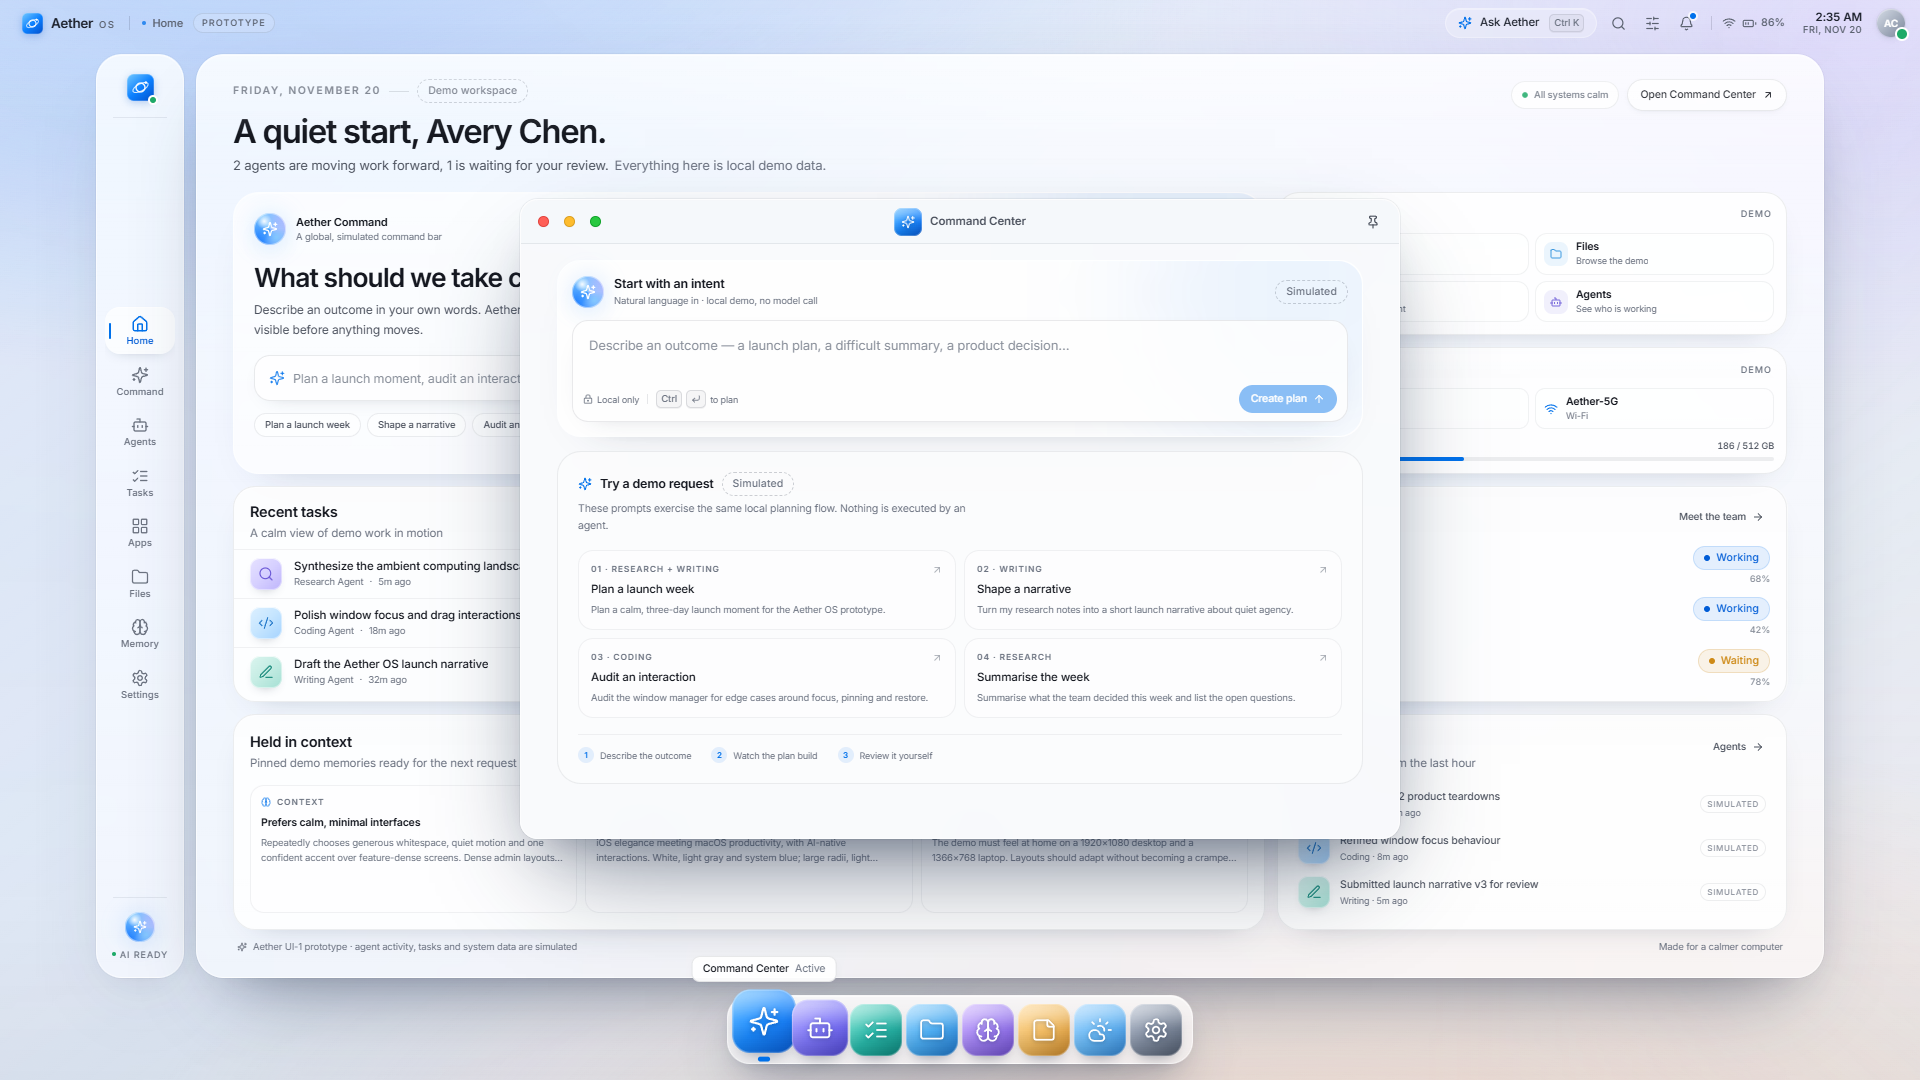 Aether OS
Home
PROTOTYPE
Ask Aether
Ctrl K
86%
2:35 AM
FRI, NOV 20
AC
Home
Command
Agents
Tasks
Apps
Files
Memory
Settings
AI READY
FRIDAY, NOVEMBER 20
Demo workspace
All systems calm
Open Command Center
A quiet start, Avery Chen.
2 agents are moving work forward, 1 is waiting for your review. Everything here is local demo data.
Aether Command
A global, simulated command bar
What should we take
Describe an outcome in your own words. Aether
visible before anything moves.
Plan a launch moment, audit an interact
Plan a launch week
Shape a narrative
Audit an
DEMO
Files
Browse the demo
Agents
See who is working
DEMO
Aether-5G
Wi-Fi
186 / 512 GB
Recent tasks
A calm view of demo work in motion
Synthesize the ambient computing landsc
Research Agent · 5m ago
Polish window focus and drag interactions
Coding Agent · 18m ago
Draft the Aether OS launch narrative
Writing Agent · 32m ago
Meet the team
Working
68%
Working
42%
Waiting
78%
Held in context
Pinned demo memories ready for the next request
CONTEXT
Prefers calm, minimal interfaces
Repeatedly chooses generous whitespace, quiet motion and one
confident accent over feature-dense screens. Dense admin layouts...
iOS elegance meeting macOS productivity, with AI-native
interactions. White, light gray and system blue; large radii, light...
The demo must feel at home on a 1920×1080 desktop and a
1366×768 laptop. Layouts should adapt without becoming a crampe...
Agents
the last hour
2 product teardowns
ago
SIMULATED
Refined window focus behaviour
Coding · 8m ago
SIMULATED
Submitted launch narrative v3 for review
Writing · 5m ago
SIMULATED
Aether UI-1 prototype · agent activity, tasks and system data are simulated
Made for a calmer computer
Command Center
Start with an intent
Natural language in · local demo, no model call
Simulated
Describe an outcome — a launch plan, a difficult summary, a product decision...
Local only
Ctrl
to plan
Create plan
Try a demo request
Simulated
These prompts exercise the same local planning flow. Nothing is executed by an
agent.
01 · RESEARCH + WRITING
Plan a launch week
Plan a calm, three-day launch moment for the Aether OS prototype.
02 · WRITING
Shape a narrative
Turn my research notes into a short launch narrative about quiet agency.
03 · CODING
Audit an interaction
Audit the window manager for edge cases around focus, pinning and restore.
04 · RESEARCH
Summarise the week
Summarise what the team decided this week and list the open questions.
1 Describe the outcome
2 Watch the plan build
3 Review it yourself
Command Center Active